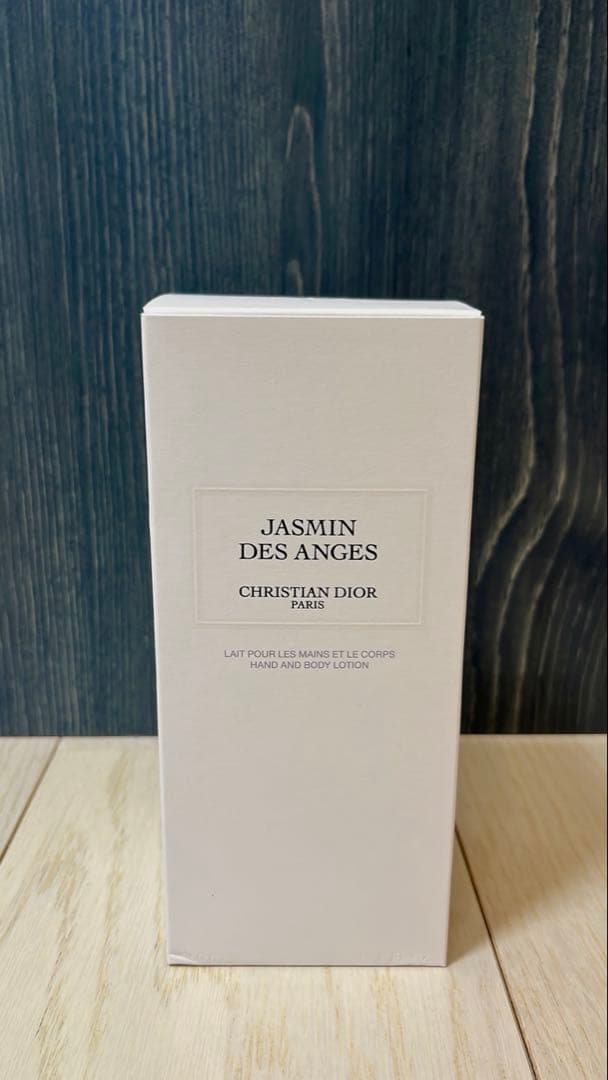 JASMIN
DES ANGES
CHRISTIAN DIOR
PARIS
LAIT POUR LES MAINS ET LE CORPS
HAND AND BODY LOTION